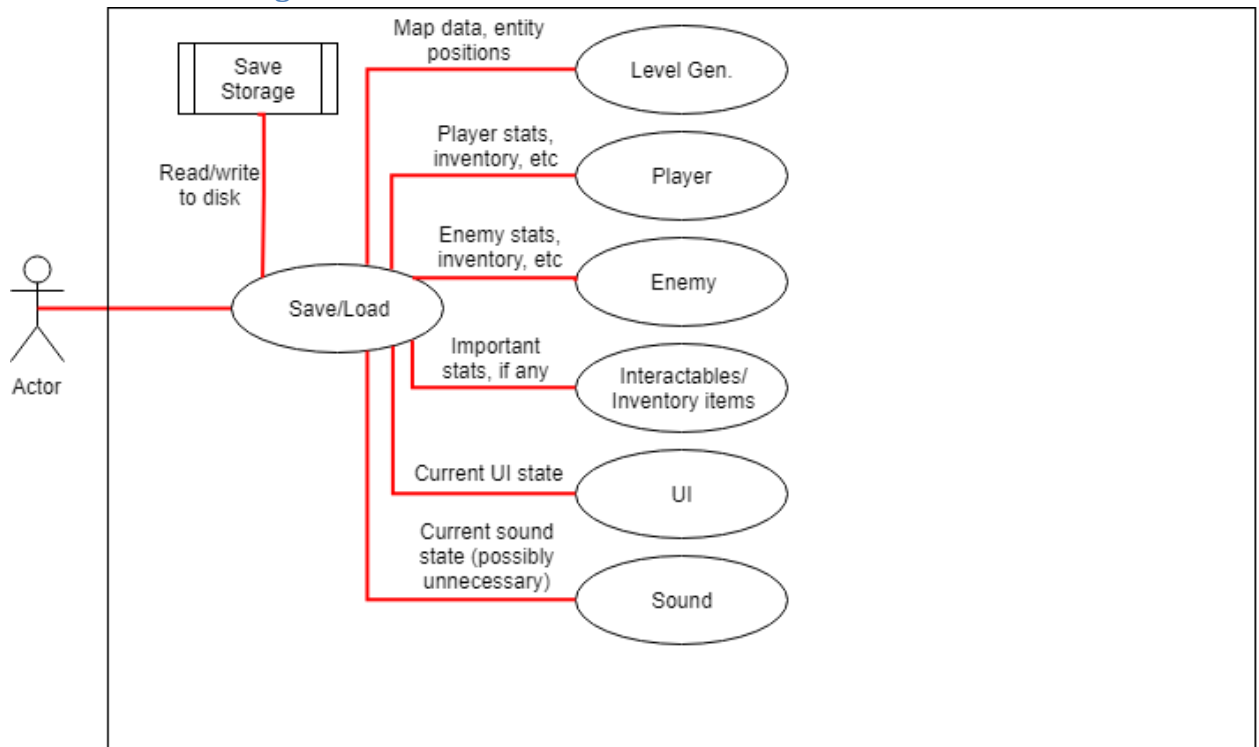 Map data, entity
positions
Save
Storage
Level Gen.
Player stats,
inventory, etc
Read/write
to disk
Player
Enemy stats,
inventory, etc
Enemy
Save/Load
Important
stats, if any
Actor
Interactables/
Inventory items
Current UI state
UI
Current sound
state (possibly
unnecessary)
Sound